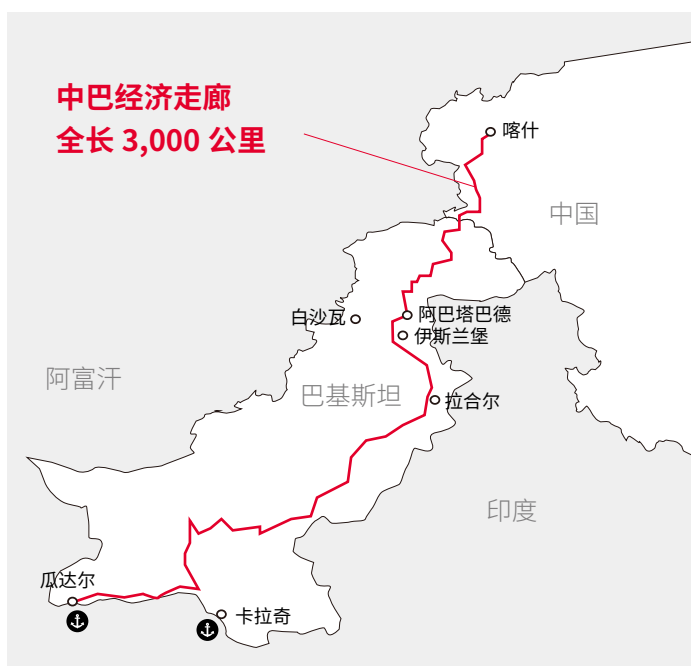 中巴经济走廊
全长 3,000 公里
喀什
中国
白沙瓦
阿巴塔巴德
伊斯兰堡
阿富汗
巴基斯坦
拉合尔
印度
瓜达尔
卡拉奇